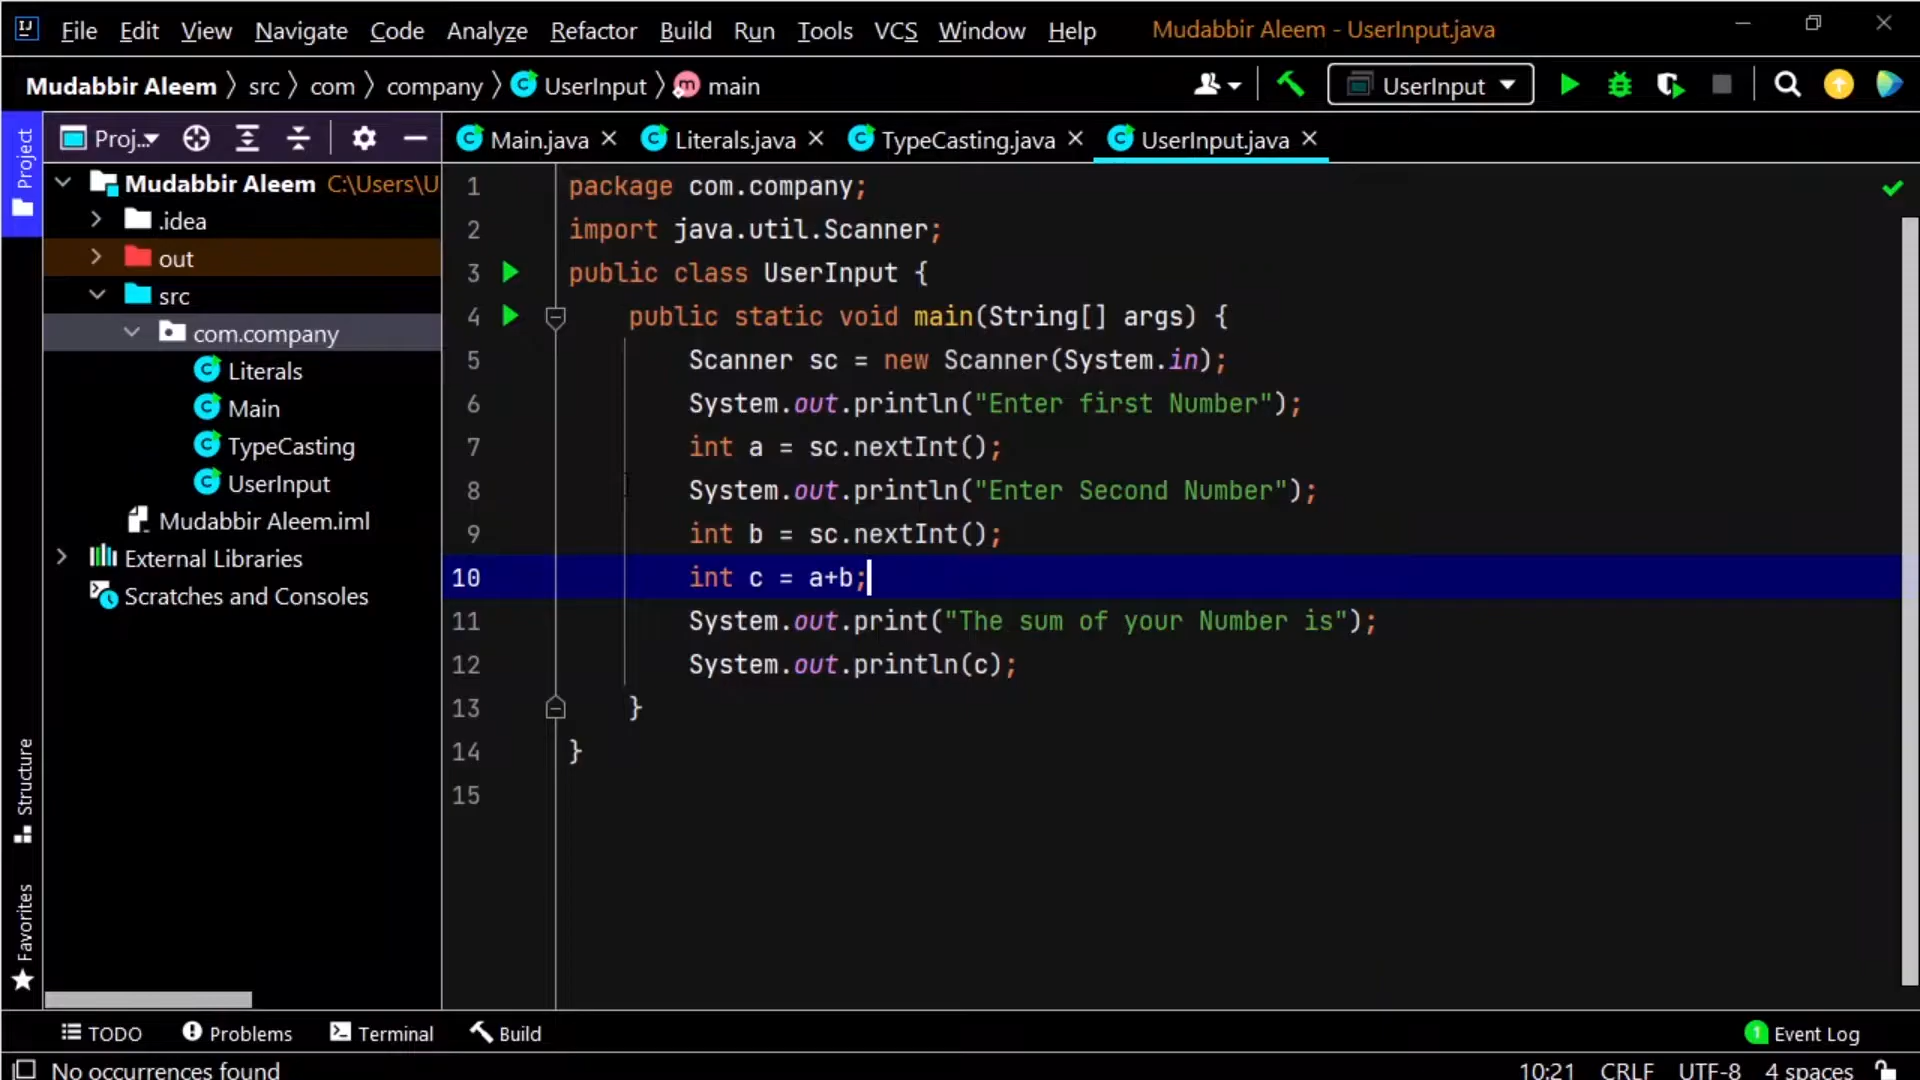 File Edit View Navigate Code Analyze Refactor Build Run Tools VCS Window Help Mudabbir Aleem - UserInput.java
Mudabbir Aleem src com company UserInput main UserInput
Project
Proj...
Main.java Literals.java TypeCasting.java UserInput.java
Mudabbir Aleem C:\Users\U
.idea
out
src
com.company
Literals
Main
TypeCasting
UserInput
Mudabbir Aleem.iml
External Libraries
Scratches and Consoles
Structure
Favorites
1 package com.company;
2 import java.util.Scanner;
3 public class UserInput {
4 public static void main(String[] args) {
5 Scanner sc = new Scanner(System.in);
6 System.out.println("Enter first Number");
7 int a = sc.nextInt();
8 System.out.println("Enter Second Number");
9 int b = sc.nextInt();
10 int c = a+b;
11 System.out.print("The sum of your Number is");
12 System.out.println(c);
13 }
14 }
15
TODO Problems Terminal Build 1 Event Log
No occurrences found 10:21 CRLF UTF-8 4 spaces